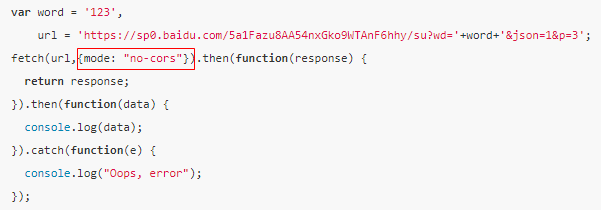 var word = '123',
url = 'https://sp0.baidu.com/5a1Fazu8AA54nxGko9WTAnF6hhy/su?wd='+word+'&json=1&p=3';
fetch(url,{mode: "no-cors"}).then(function(response) {
return response;
}).then(function(data) {
console.log(data);
}).catch(function(e) {
console.log("Oops, error");
});